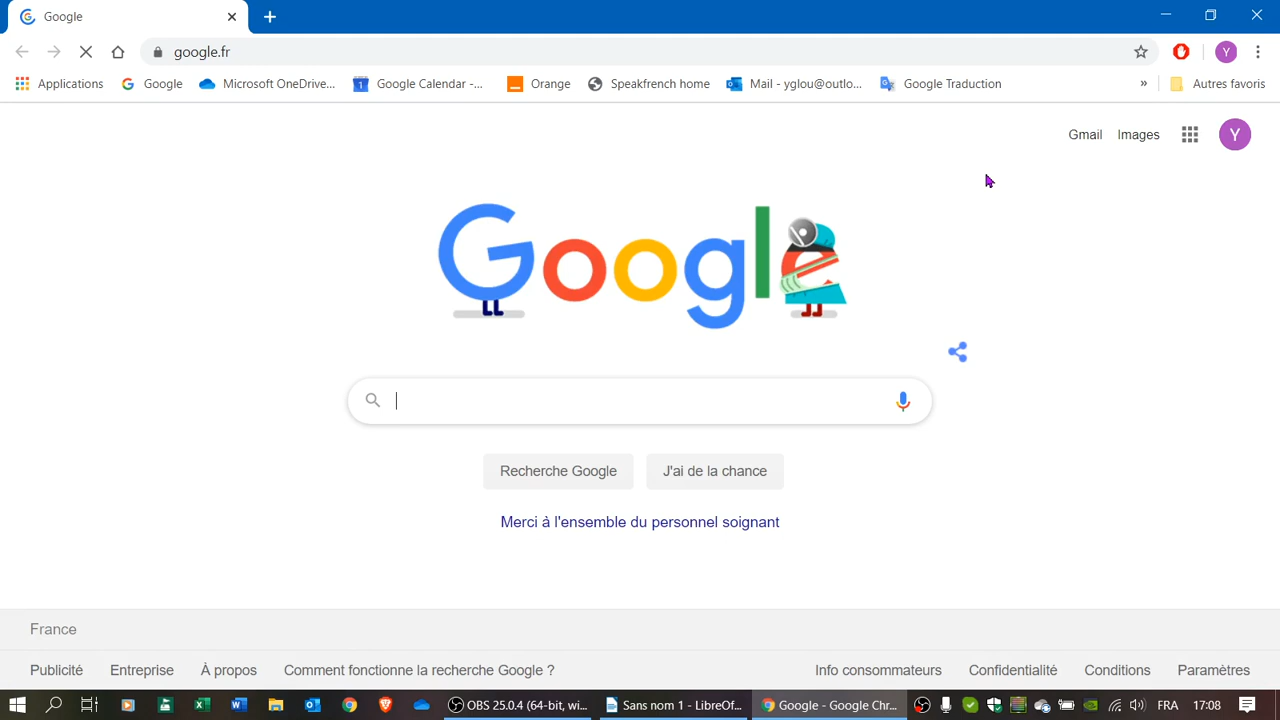 Google
google.fr
Applications Google Microsoft OneDrive... Google Calendar -... Orange Speakfrench home Mail - yglou@outlo... Google Traduction » Autres favoris
Y
Gmail Images Y
Google
Recherche Google J'ai de la chance
Merci à l'ensemble du personnel soignant
France
Publicité Entreprise À propos Comment fonctionne la recherche Google ? Info consommateurs Confidentialité Conditions Paramètres
OBS 25.0.4 (64-bit, wi... Sans nom 1 - LibreOf... Google - Google Chr... FRA 17:08